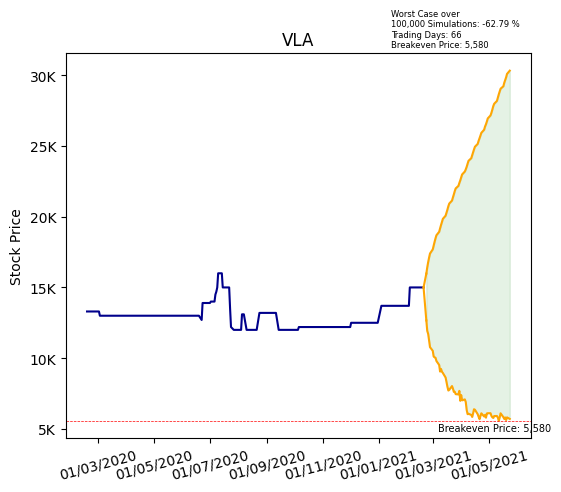 Worst Case over
100,000 Simulations: -62.79 %
Trading Days: 66
Breakeven Price: 5,580
VLA
Stock Price
30K
25K
20K
15K
10K
5K
Breakeven Price: 5,580
01/03/2020
01/05/2020
01/07/2020
01/09/2020
01/11/2020
01/01/2021
01/03/2021
01/05/2021